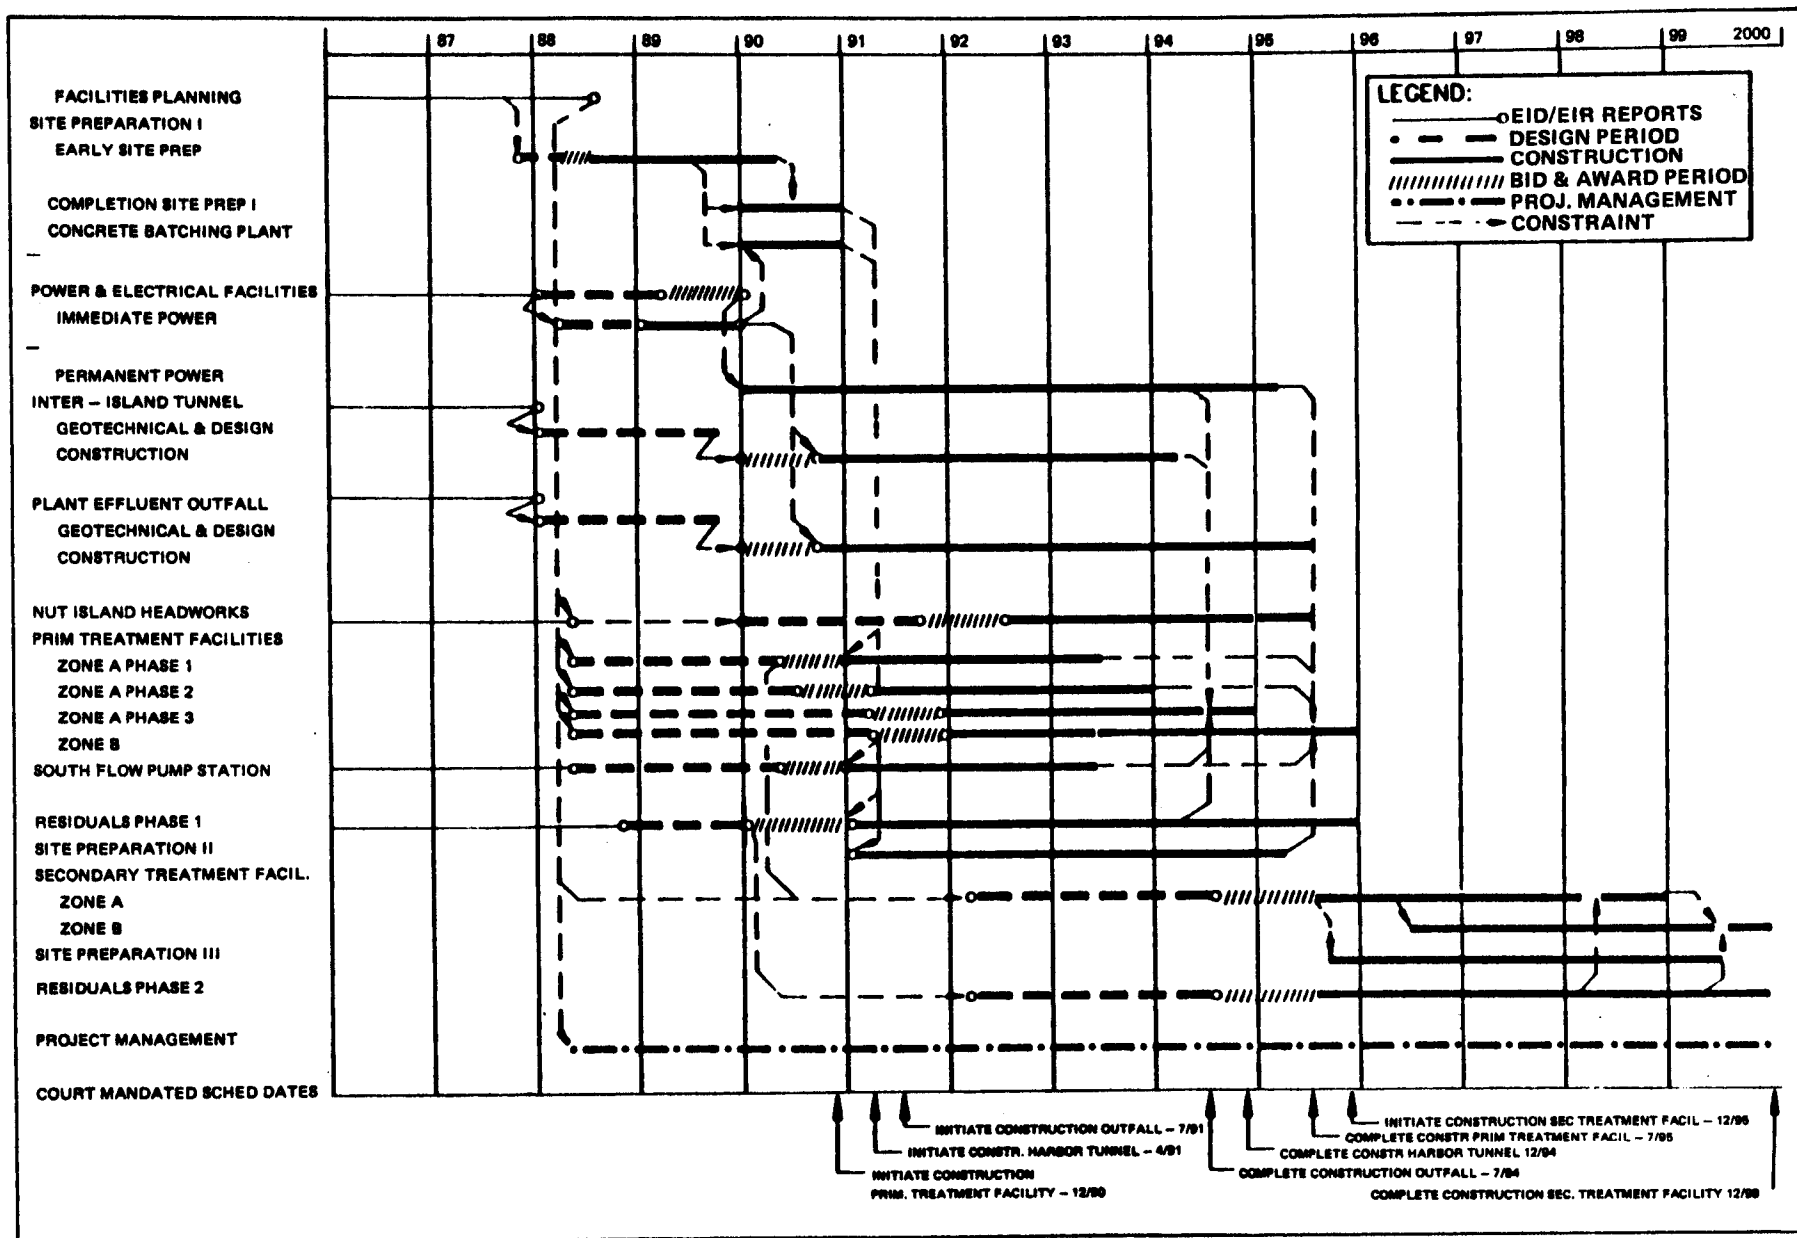 87 88 89 90 91 92 93 94 95 96 97 98 99 2000
LEGEND:
EID/EIR REPORTS
DESIGN PERIOD
CONSTRUCTION
BID & AWARD PERIOD
PROJ. MANAGEMENT
CONSTRAINT
FACILITIES PLANNING
SITE PREPARATION I
EARLY SITE PREP
COMPLETION SITE PREP I
CONCRETE BATCHING PLANT
POWER & ELECTRICAL FACILITIES
IMMEDIATE POWER
PERMANENT POWER
INTER – ISLAND TUNNEL
GEOTECHNICAL & DESIGN
CONSTRUCTION
PLANT EFFLUENT OUTFALL
GEOTECHNICAL & DESIGN
CONSTRUCTION
NUT ISLAND HEADWORKS
PRIM TREATMENT FACILITIES
ZONE A PHASE 1
ZONE A PHASE 2
ZONE A PHASE 3
ZONE B
SOUTH FLOW PUMP STATION
RESIDUALS PHASE 1
SITE PREPARATION II
SECONDARY TREATMENT FACIL.
ZONE A
ZONE B
SITE PREPARATION III
RESIDUALS PHASE 2
PROJECT MANAGEMENT
COURT MANDATED SCHED DATES
INITIATE CONSTRUCTION OUTFALL – 7/91
INITIATE CONSTR. HARBOR TUNNEL – 4/91
INITIATE CONSTRUCTION
PRIM. TREATMENT FACILITY – 12/90
INITIATE CONSTRUCTION SEC TREATMENT FACIL – 12/95
COMPLETE CONSTR PRIM TREATMENT FACIL – 7/95
COMPLETE CONSTR HARBOR TUNNEL 12/94
COMPLETE CONSTRUCTION OUTFALL – 7/94
COMPLETE CONSTRUCTION SEC. TREATMENT FACILITY 12/99